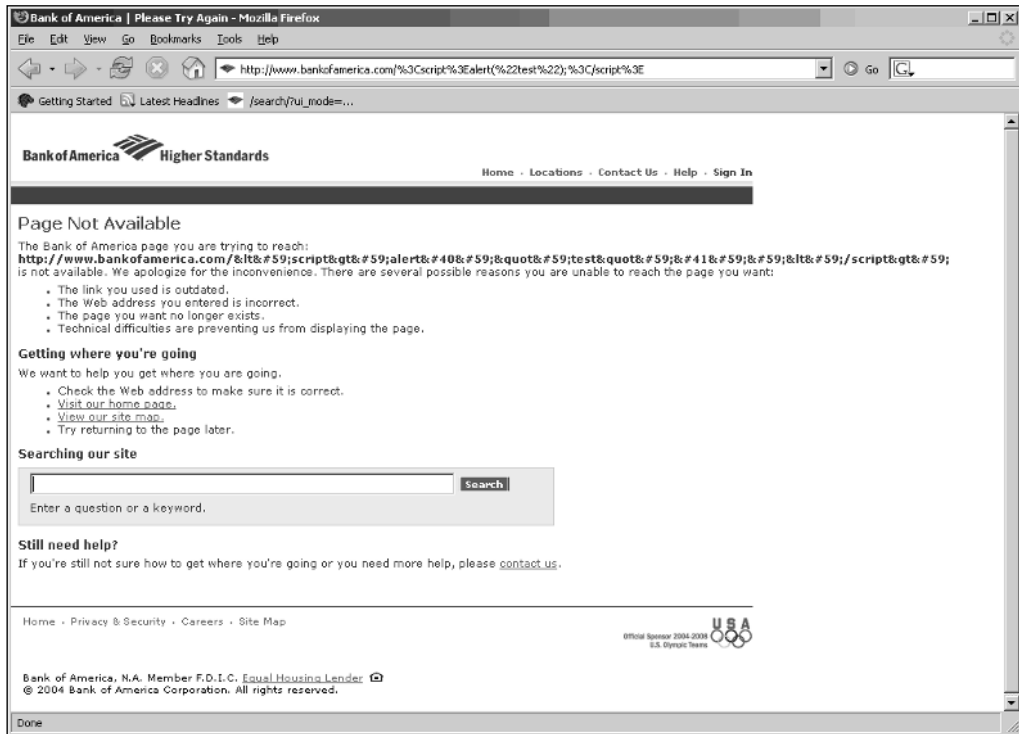 Bank of America | Please Try Again - Mozilla Firefox
File Edit View Go Bookmarks Tools Help
http://www.bankofamerica.com/%3Cscript%3Ealert(%22test%22);%3C/script%3E
Go
G
Getting Started Latest Headlines /search/?ui_mode=...
Bank of America Higher Standards
Home · Locations · Contact Us · Help · Sign In
Page Not Available
The Bank of America page you are trying to reach:
http://www.bankofamerica.com/&lt&#59;script&gt&#59;alert&#40&#59;&quot&#59;test&quot&#59;&#41&#59;&#59;&lt&#59;/script&gt&#59;
is not available. We apologize for the inconvenience. There are several possible reasons you are unable to reach the page you want:
• The link you used is outdated.
• The Web address you entered is incorrect.
• The page you want no longer exists.
• Technical difficulties are preventing us from displaying the page.
Getting where you're going
We want to help you get where you are going.
• Check the Web address to make sure it is correct.
• Visit our home page.
• View our site map.
• Try returning to the page later.
Searching our site
Search
Enter a question or a keyword.
Still need help?
If you're still not sure how to get where you're going or you need more help, please contact us.
Home · Privacy & Security · Careers · Site Map
USA
Official Sponsor 2004-2008
U.S. Olympic Teams
Bank of America, N.A. Member F.D.I.C. Equal Housing Lender
© 2004 Bank of America Corporation. All rights reserved.
Done